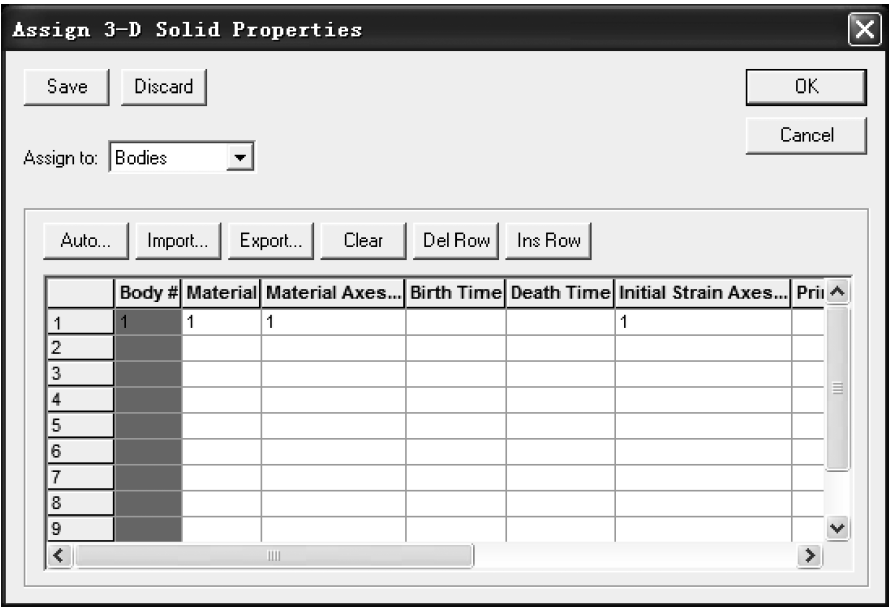 Assign 3-D Solid Properties
Save Discard OK
Cancel
Assign to: Bodies
Auto... Import... Export... Clear Del Row Ins Row
Body # Material Material Axes... Birth Time Death Time Initial Strain Axes... Prin
1 1 1 1 1
2
3
4
5
6
7
8
9